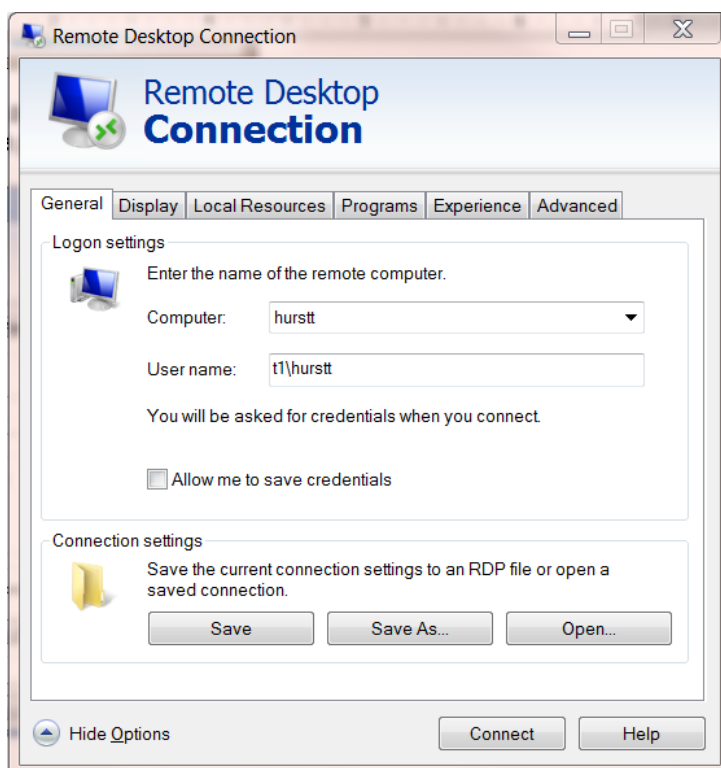 Remote Desktop Connection
Remote Desktop
Connection
General Display Local Resources Programs Experience Advanced
Logon settings
Enter the name of the remote computer.
Computer: hurstt
User name: t1\hurstt
You will be asked for credentials when you connect.
Allow me to save credentials
Connection settings
Save the current connection settings to an RDP file or open a
saved connection.
Save Save As... Open...
Hide Options Connect Help